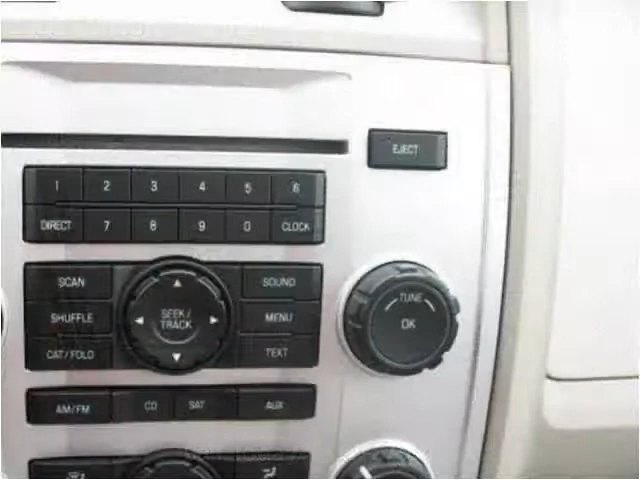 EJECT
1 2 3 4 5 6
DIRECT 7 8 9 0 CLOCK
SCAN SOUND
SHUFFLE SEEK/ MENU
TRACK
CAT/FOLD TEXT
TUNE
OK
AM/FM CD SAT AUX